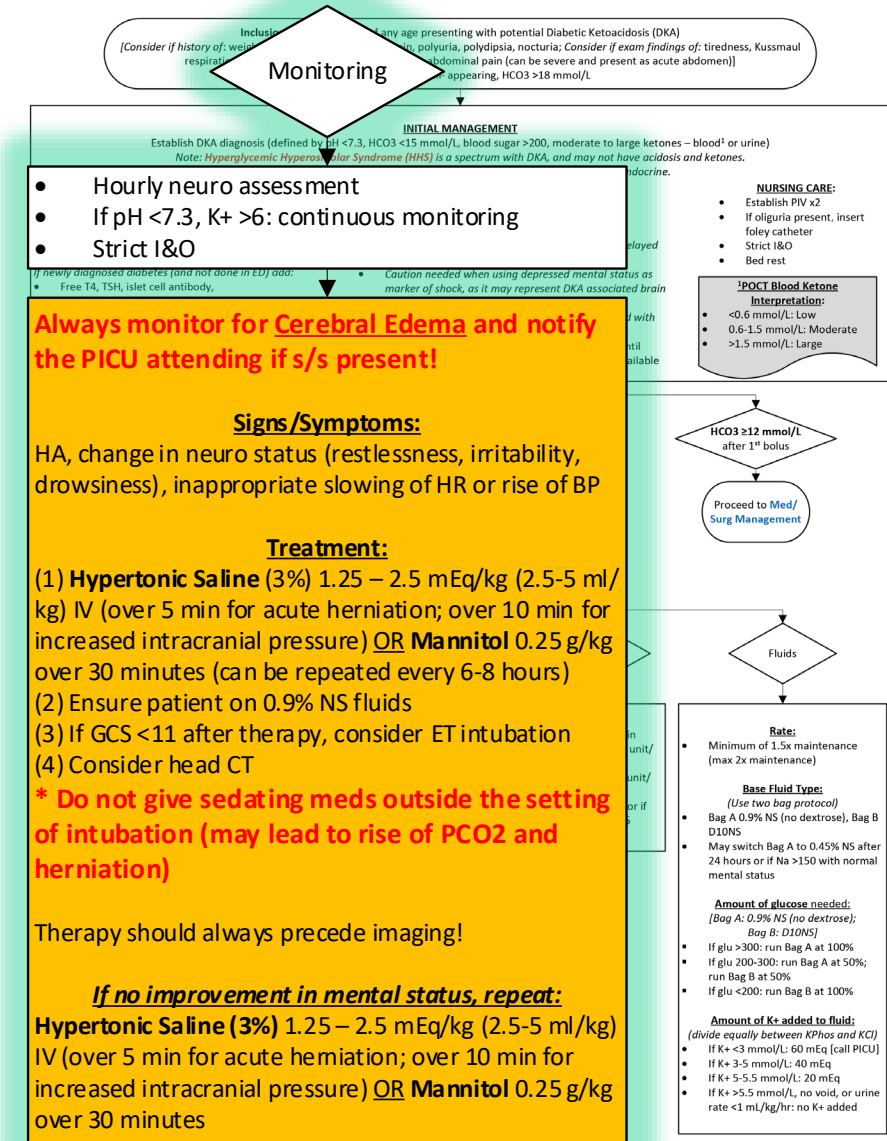 Inclusion
f any age presenting with potential Diabetic Ketoacidosis (DKA)
[Consider if history of: weigh
in, polyuria, polydipsia, nocturia; Consider if exam findings of: tiredness, Kussmaul
respirati
abdominal pain (can be severe and present as acute abdomen)]
appearing, HCO3 >18 mmol/L
Monitoring
INITIAL MANAGEMENT
Establish DKA diagnosis (defined by pH <7.3, HCO3 <15 mmol/L, blood sugar >200, moderate to large ketones – blood¹ or urine)
Note: Hyperglycemic Hyperosmolar Syndrome (HHS) is a spectrum with DKA, and may not have acidosis and ketones.
ndocrine.
• Hourly neuro assessment
• If pH <7.3, K+ >6: continuous monitoring
• Strict I&O
NURSING CARE:
• Establish PIV x2
• If oliguria present, insert
foley catheter
• Strict I&O
• Bed rest
elayed
If newly diagnosed diabetes (and not done in ED) add:
• Free T4, TSH, islet cell antibody,
• Caution needed when using depressed mental status as
marker of shock, as it may represent DKA associated brain
d with
ntil
ailable
¹POCT Blood Ketone
Interpretation:
• <0.6 mmol/L: Low
• 0.6-1.5 mmol/L: Moderate
• >1.5 mmol/L: Large
Always monitor for Cerebral Edema and notify
the PICU attending if s/s present!
Signs/Symptoms:
HA, change in neuro status (restlessness, irritability,
drowsiness), inappropriate slowing of HR or rise of BP
Treatment:
(1) Hypertonic Saline (3%) 1.25 – 2.5 mEq/kg (2.5-5 ml/
kg) IV (over 5 min for acute herniation; over 10 min for
increased intracranial pressure) OR Mannitol 0.25 g/kg
over 30 minutes (can be repeated every 6-8 hours)
(2) Ensure patient on 0.9% NS fluids
(3) If GCS <11 after therapy, consider ET intubation
(4) Consider head CT
* Do not give sedating meds outside the setting
of intubation (may lead to rise of PCO2 and
herniation)
Therapy should always precede imaging!
If no improvement in mental status, repeat:
Hypertonic Saline (3%) 1.25 – 2.5 mEq/kg (2.5-5 ml/kg)
IV (over 5 min for acute herniation; over 10 min for
increased intracranial pressure) OR Mannitol 0.25 g/kg
over 30 minutes
HCO3 ≥12 mmol/L
after 1st bolus
Proceed to Med/
Surg Management
Fluids
in
unit/
unit/
or if
Rate:
• Minimum of 1.5x maintenance
(max 2x maintenance)
Base Fluid Type:
(Use two bag protocol)
• Bag A 0.9% NS (no dextrose), Bag B
D10NS
• May switch Bag A to 0.45% NS after
24 hours or if Na >150 with normal
mental status
Amount of glucose needed:
[Bag A: 0.9% NS (no dextrose);
Bag B: D10NS]
▪ If glu >300: run Bag A at 100%
▪ If glu 200-300: run Bag A at 50%;
run Bag B at 50%
▪ If glu <200: run Bag B at 100%
Amount of K+ added to fluid:
(divide equally between KPhos and KCl)
• If K+ <3 mmol/L: 60 mEq [call PICU]
• If K+ 3-5 mmol/L: 40 mEq
• If K+ 5-5.5 mmol/L: 20 mEq
• If K+ >5.5 mmol/L, no void, or urine
rate <1 mL/kg/hr: no K+ added